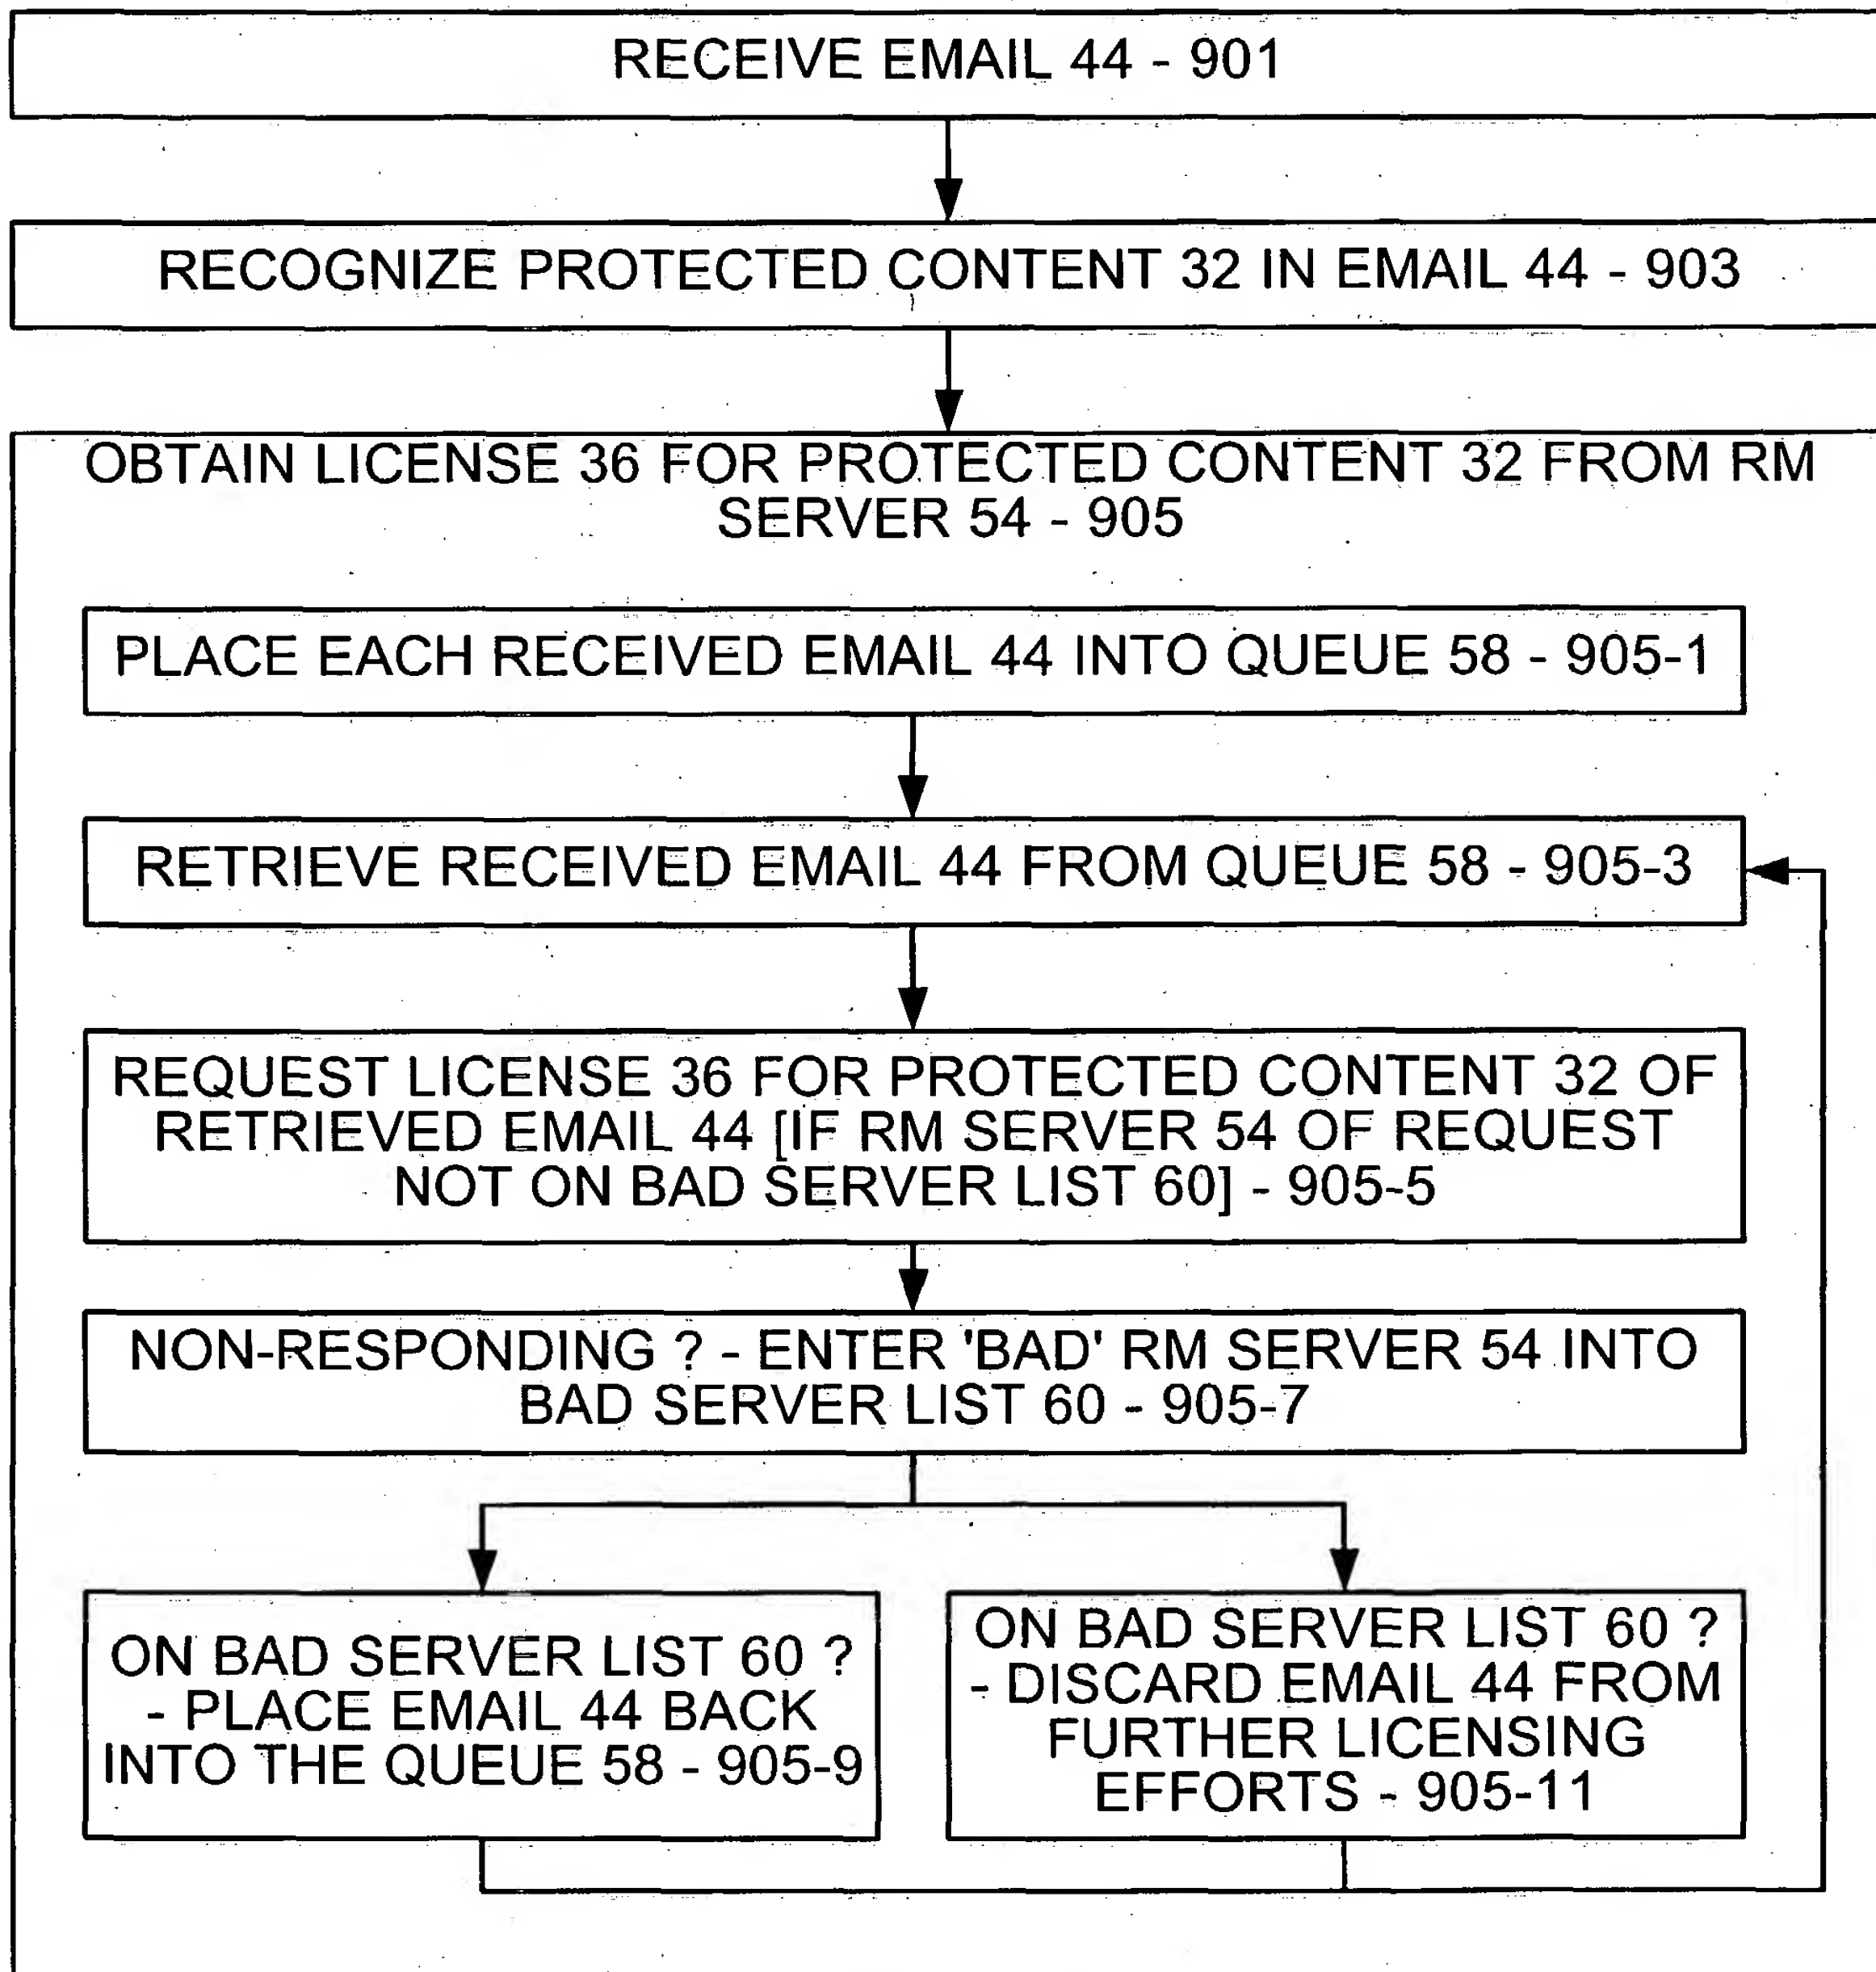 RECEIVE EMAIL 44 - 901
RECOGNIZE PROTECTED CONTENT 32 IN EMAIL 44 - 903
OBTAIN LICENSE 36 FOR PROTECTED CONTENT 32 FROM RM
SERVER 54 - 905
PLACE EACH RECEIVED EMAIL 44 INTO QUEUE 58 - 905-1
RETRIEVE RECEIVED EMAIL 44 FROM QUEUE 58 - 905-3
REQUEST LICENSE 36 FOR PROTECTED CONTENT 32 OF
RETRIEVED EMAIL 44 [IF RM SERVER 54 OF REQUEST
NOT ON BAD SERVER LIST 60] - 905-5
NON-RESPONDING ? - ENTER 'BAD' RM SERVER 54 INTO
BAD SERVER LIST 60 - 905-7
ON BAD SERVER LIST 60 ?
- PLACE EMAIL 44 BACK
INTO THE QUEUE 58 - 905-9
ON BAD SERVER LIST 60 ?
- DISCARD EMAIL 44 FROM
FURTHER LICENSING
EFFORTS - 905-11